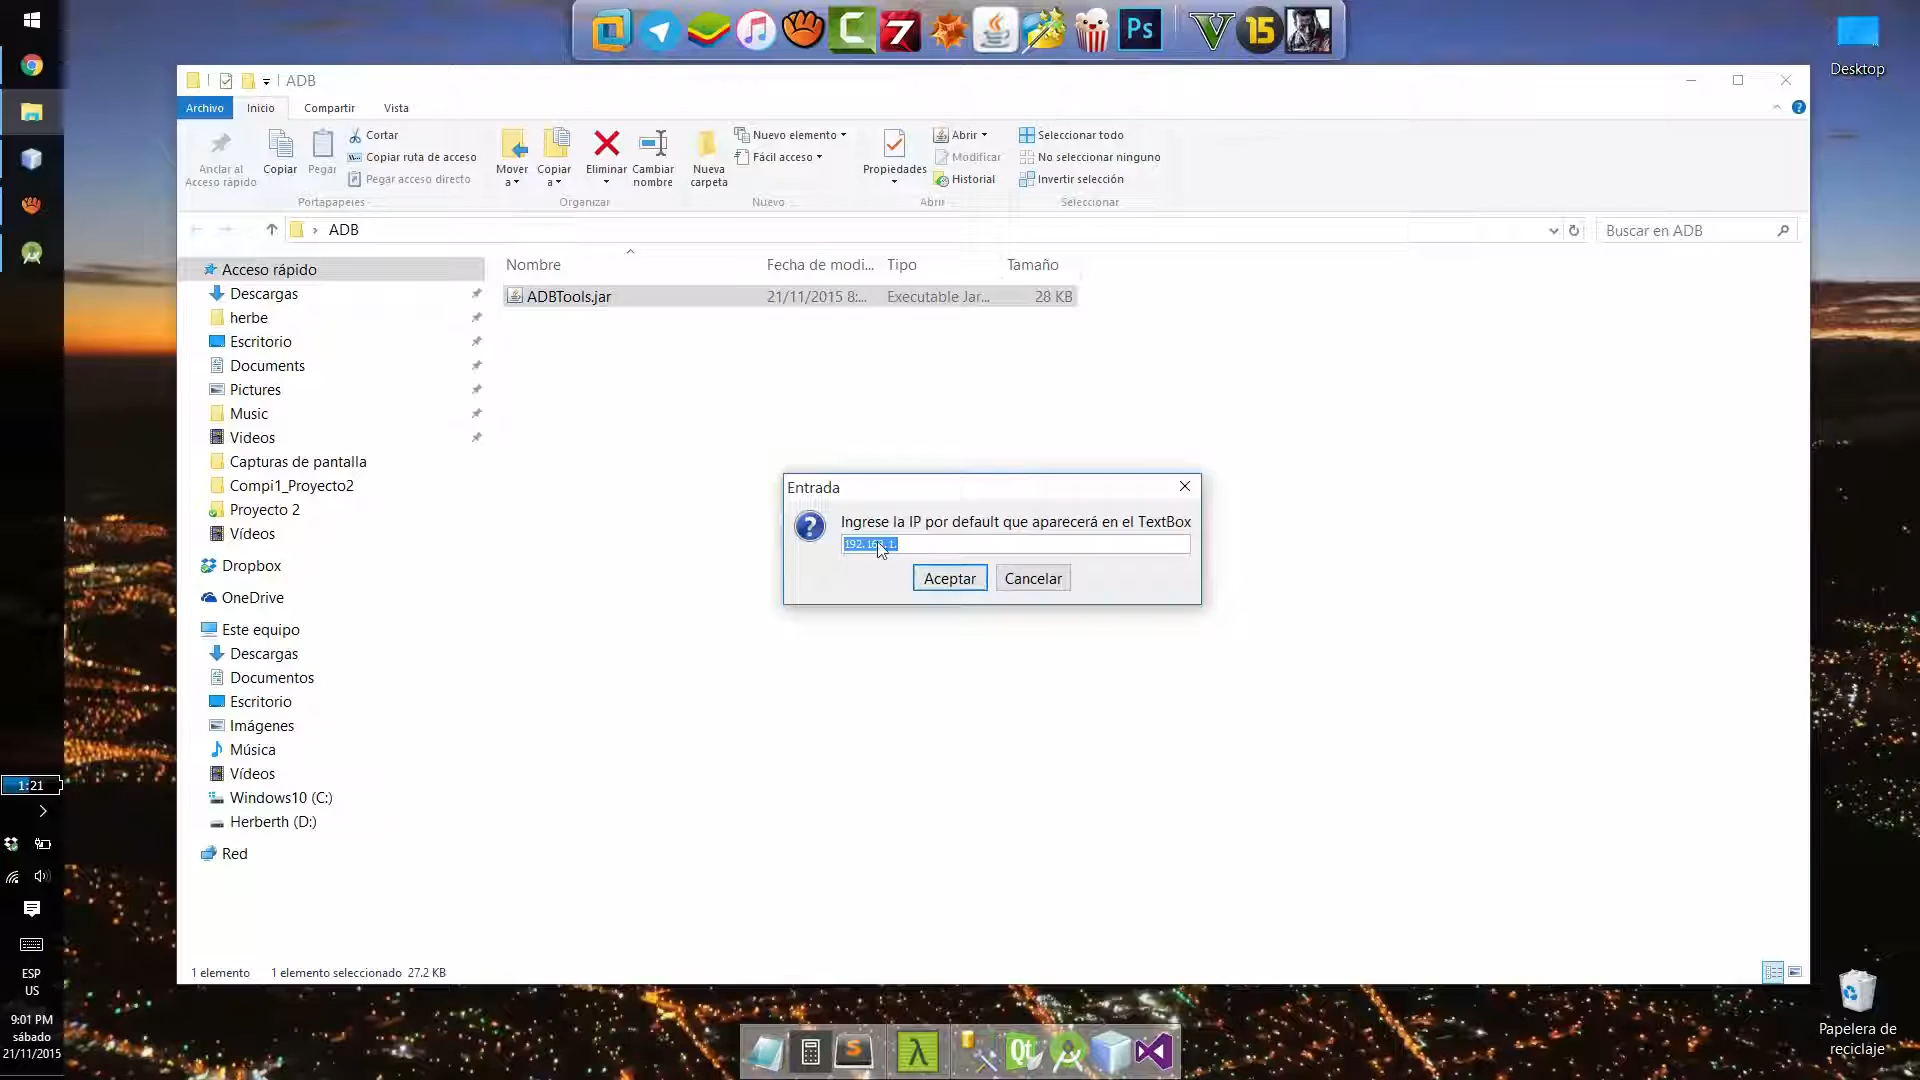 Ps
15
Desktop
ADB
Archivo
Inicio
Compartir
Vista
Anclar al
Acceso rápido
Copiar
Pegar
Cortar
Copiar ruta de acceso
Pegar acceso directo
Portapapeles
Mover
a
Copiar
a
Eliminar
Cambiar
nombre
Organizar
Nueva
carpeta
Nuevo elemento
Fácil acceso
Nuevo
Propiedades
Abrir
Modificar
Historial
Abrir
Seleccionar todo
No seleccionar ninguno
Invertir selección
Seleccionar
ADB
Buscar en ADB
Nombre
Fecha de modi...
Tipo
Tamaño
ADBTools.jar
21/11/2015 8:...
Executable Jar...
28 KB
Acceso rápido
Descargas
herbe
Escritorio
Documents
Pictures
Music
Videos
Capturas de pantalla
Compi1_Proyecto2
Proyecto 2
Vídeos
Dropbox
OneDrive
Este equipo
Descargas
Documentos
Escritorio
Imágenes
Música
Vídeos
Windows10 (C:)
Herberth (D:)
Red
Entrada
Ingrese la IP por default que aparecerá en el TextBox
192.168.1.
Aceptar
Cancelar
1 elemento
1 elemento seleccionado 27.2 KB
1:21
ESP
US
9:01 PM
sábado
21/11/2015
Papelera de
reciclaje
Qt